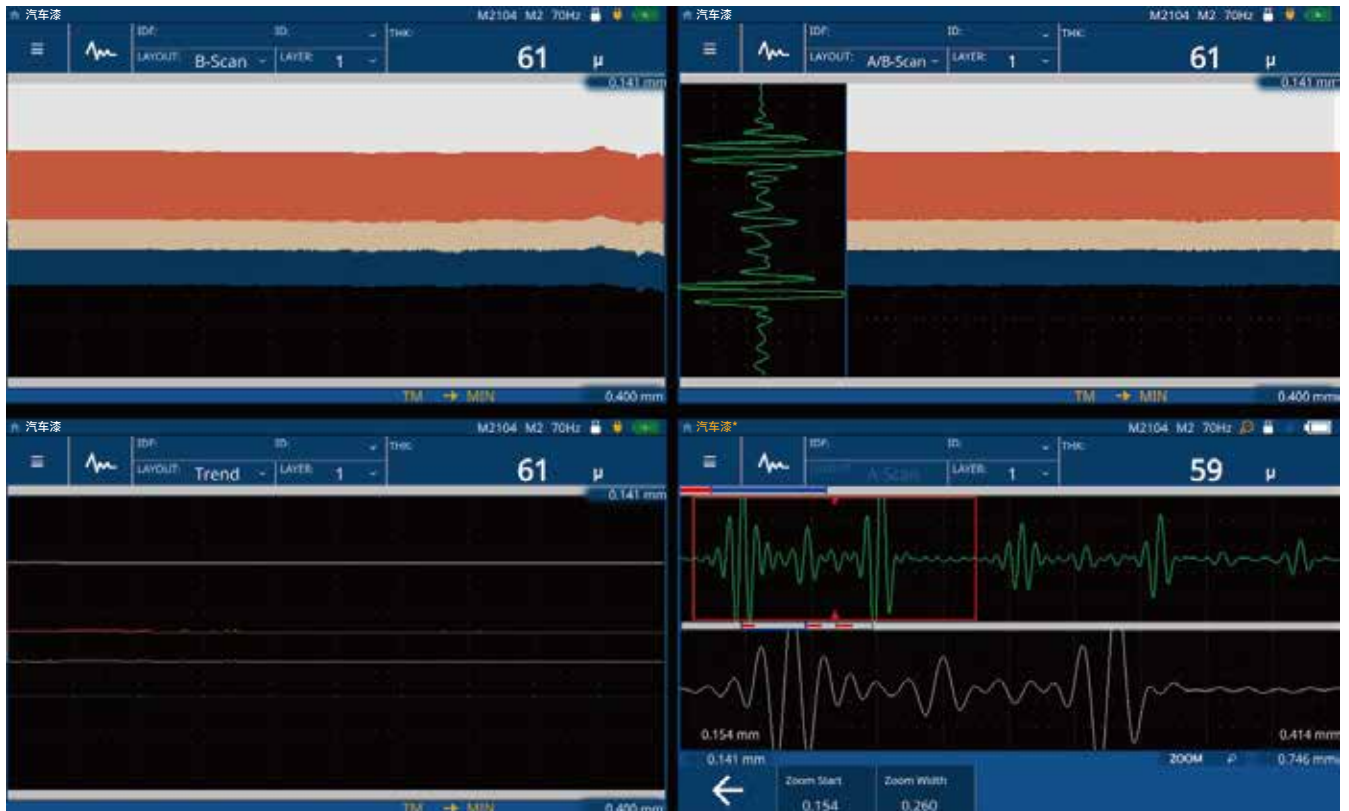 汽车漆
M2104 M2 70Hz
IDF:
ID:
THK:
LAYOUT: B-Scan
LAYER: 1
61 μ
0.141 mm
TM → MIN
0.400 mm
汽车漆
M2104 M2 70Hz
IDF:
ID:
THK:
LAYOUT: A/B-Scan
LAYER: 1
61 μ
0.141 mm
TM → MIN
0.400 mm
汽车漆
M2104 M2 70Hz
IDF:
ID:
THK:
LAYOUT: Trend
LAYER: 1
61 μ
0.141 mm
TM → MIN
0.400 mm
汽车漆*
M2104 M2 70Hz
IDF:
ID:
THK:
A-Scan
LAYER: 1
59 μ
0.154 mm
0.414 mm
0.141 mm
ZOOM
0.746 mm
Zoom Start
0.154
Zoom Width
0.260